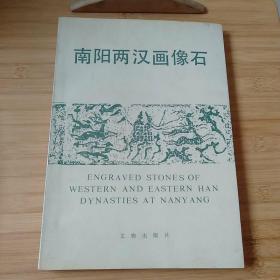 南阳两汉画像石
ENGRAVED STONES OF
WESTERN AND EASTERN HAN
DYNASTIES AT NANYANG
文物出版社